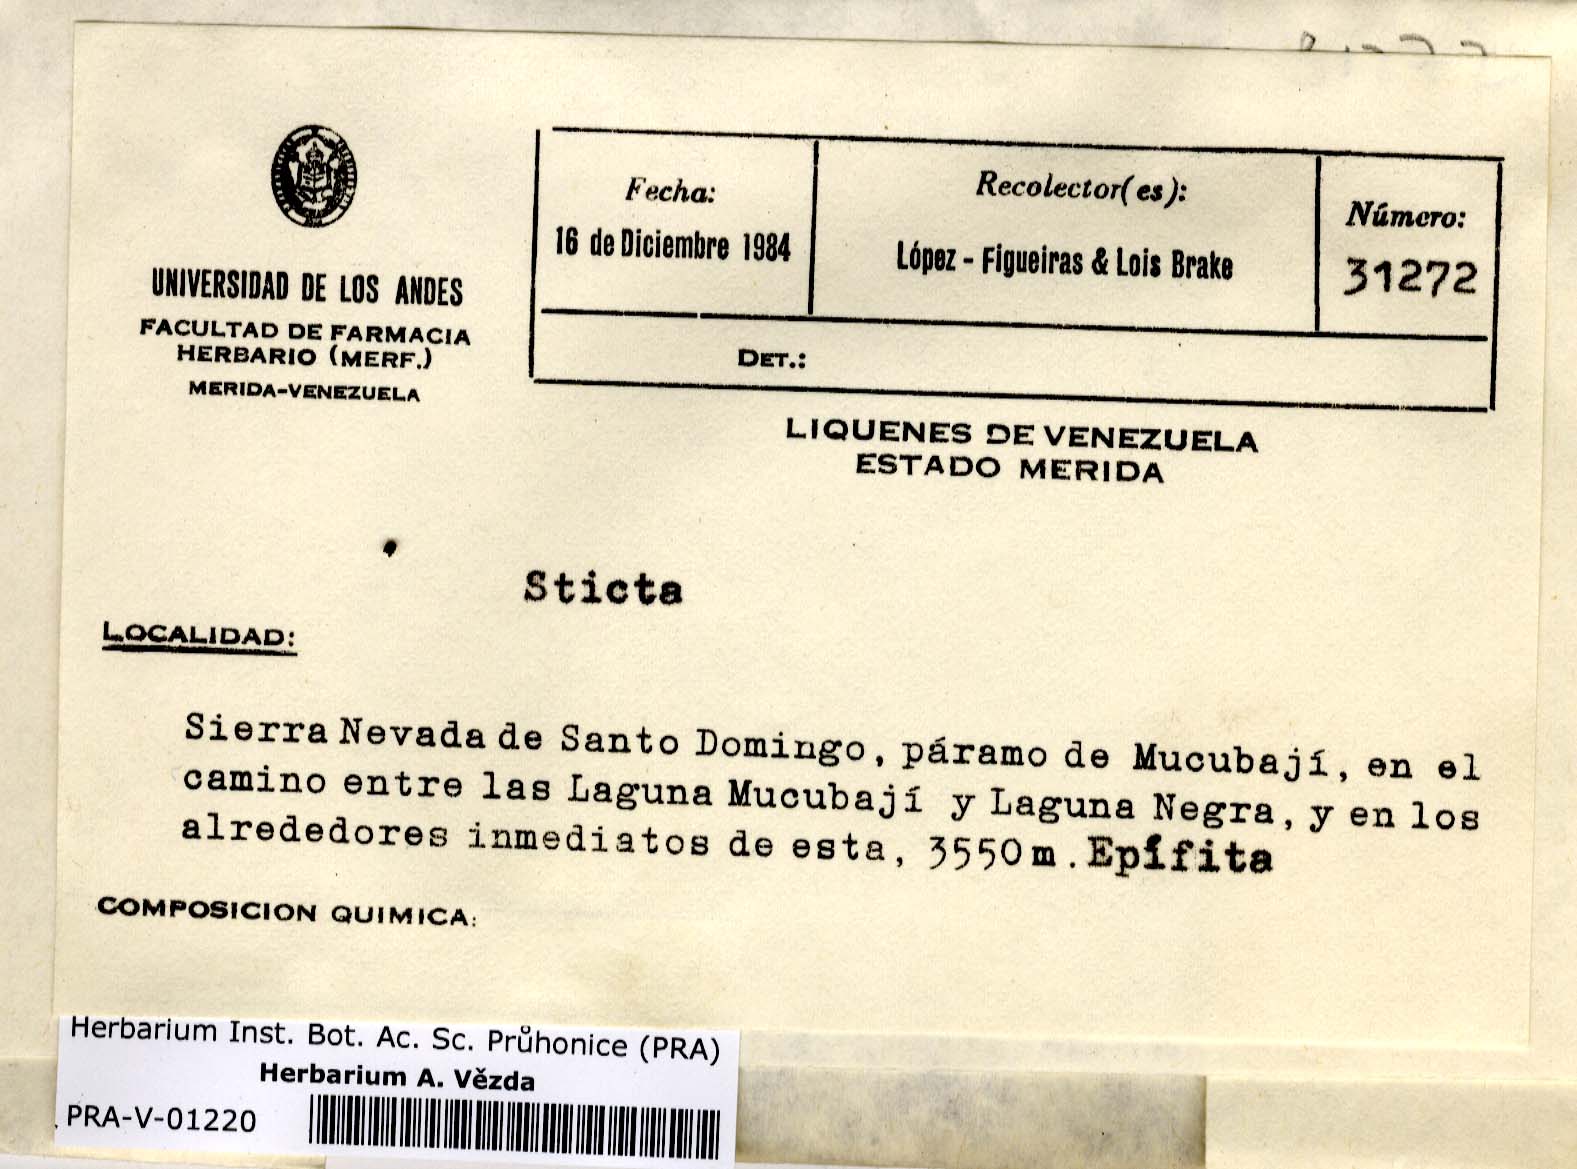 UNIVERSIDAD DE LOS ANDES
FACULTAD DE FARMACIA
HERBARIO (MERF.)
MERIDA-VENEZUELA
Fecha:
16 de Diciembre 1984
Recolector(es):
López - Figueiras & Lois Brake
Número:
31272
DET.:
LIQUENES DE VENEZUELA
ESTADO MERIDA
Sticta
LOCALIDAD:
Sierra Nevada de Santo Domingo, páramo de Mucubají, en el
camino entre las Laguna Mucubají y Laguna Negra, y en los
alrededores inmediatos de esta, 3550 m. Epífita
COMPOSICION QUIMICA:
Herbarium Inst. Bot. Ac. Sc. Průhonice (PRA)
Herbarium A. Vězda
PRA-V-01220